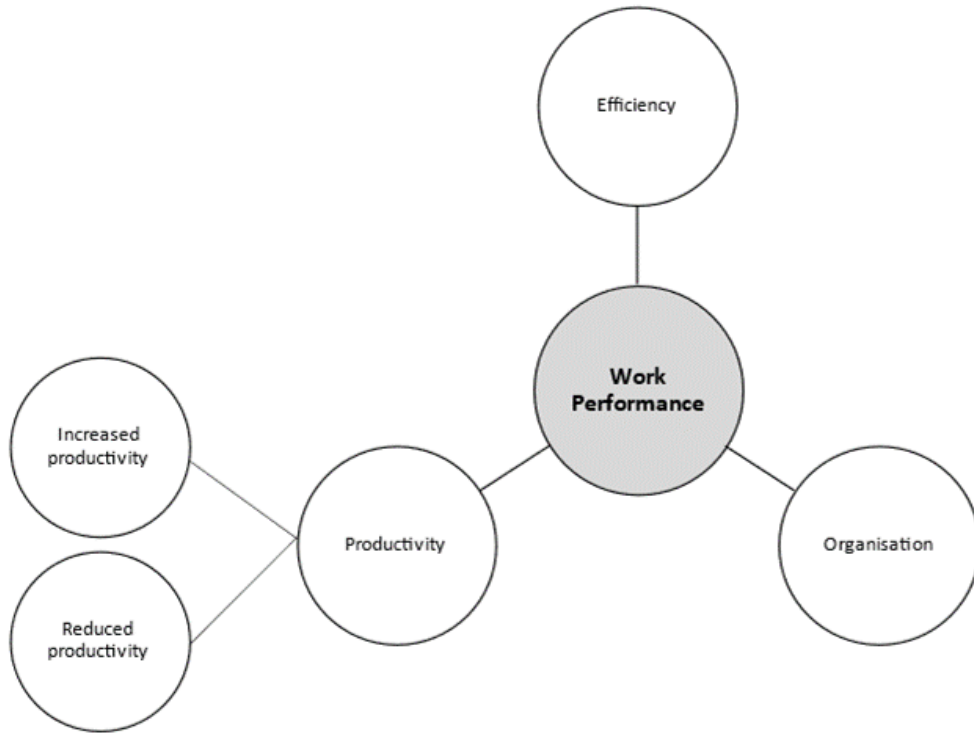 Efficiency
Work
Performance
Increased
productivity
Productivity
Organisation
Reduced
productivity